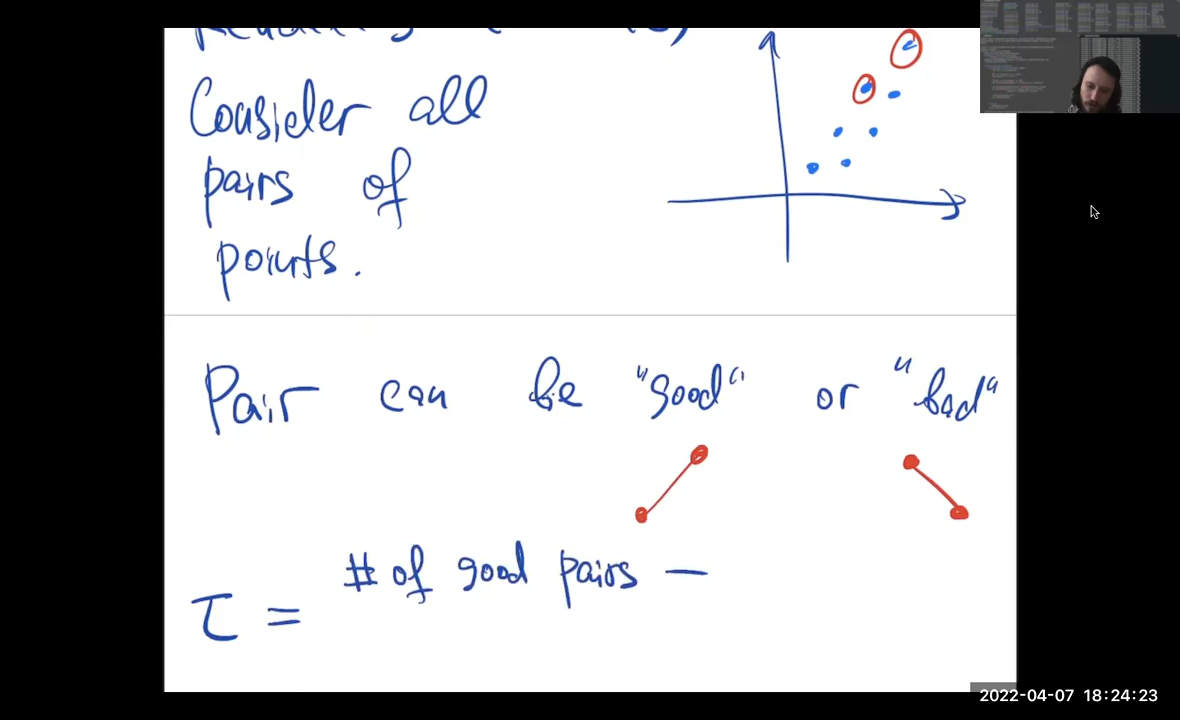 Consider all
pairs of
points.
Pair can be "good" or "bad"
# of good pairs —
τ =
2022-04-07 18:24:23